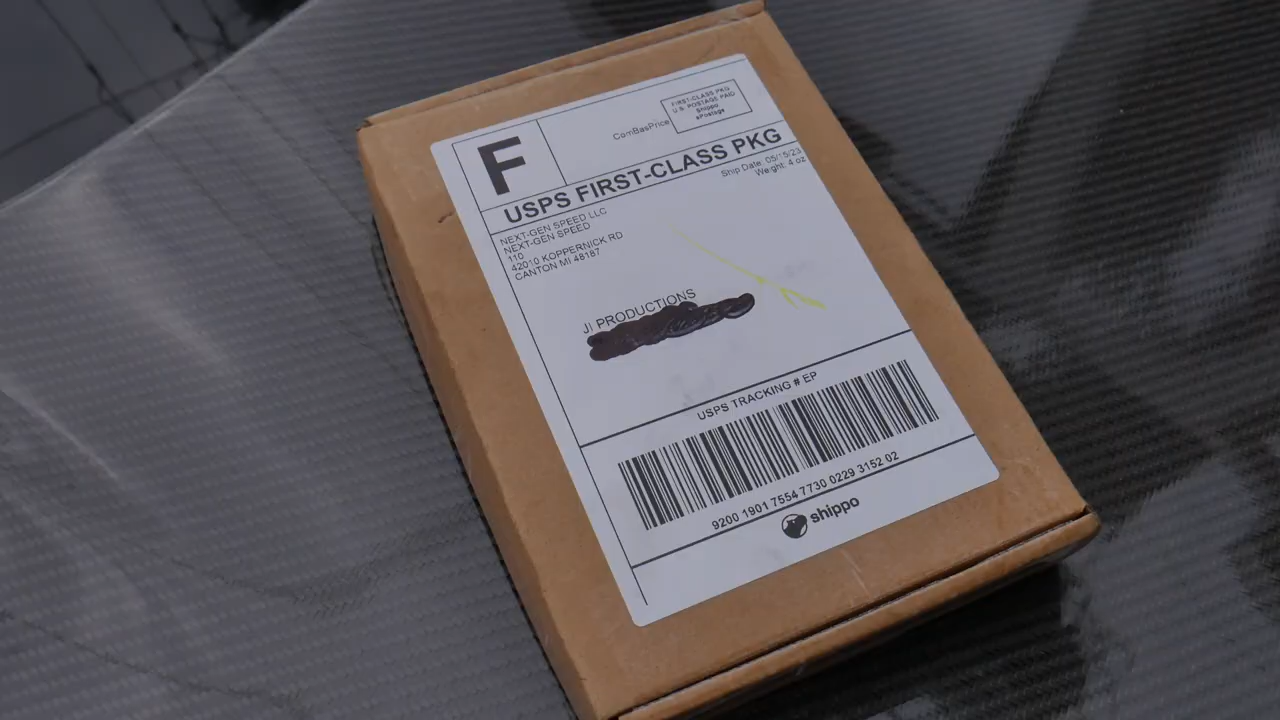 FIRST-CLASS PKG
U.S. POSTAGE PAID
Shippo
ePostage
ComBasPrice
F
USPS FIRST-CLASS PKG
Ship Date: 05/15/23
Weight: 4 oz
NEXT-GEN SPEED LLC
NEXT-GEN SPEED
110
42010 KOPPERNICK RD
CANTON MI 48187
J! PRODUCTIONS
USPS TRACKING # EP
9200 1901 7554 7730 0229 3152 02
shippo